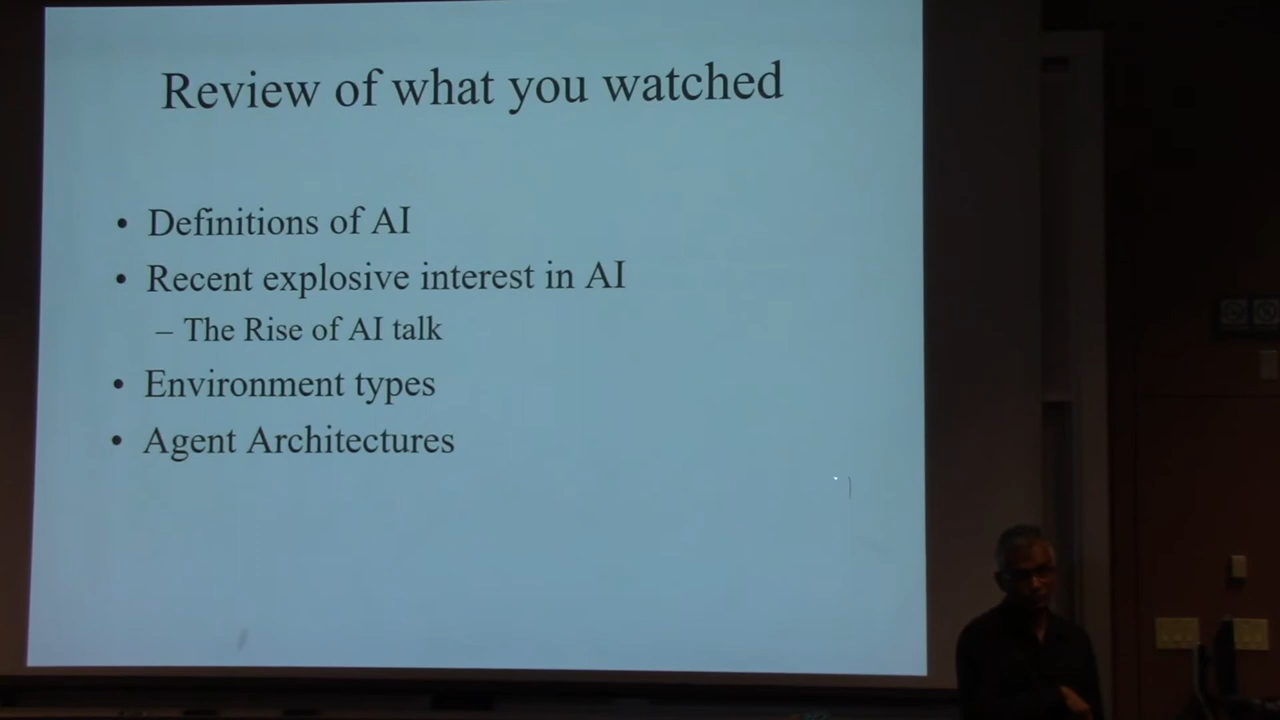 Review of what you watched
• Definitions of AI
• Recent explosive interest in AI
– The Rise of AI talk
• Environment types
• Agent Architectures